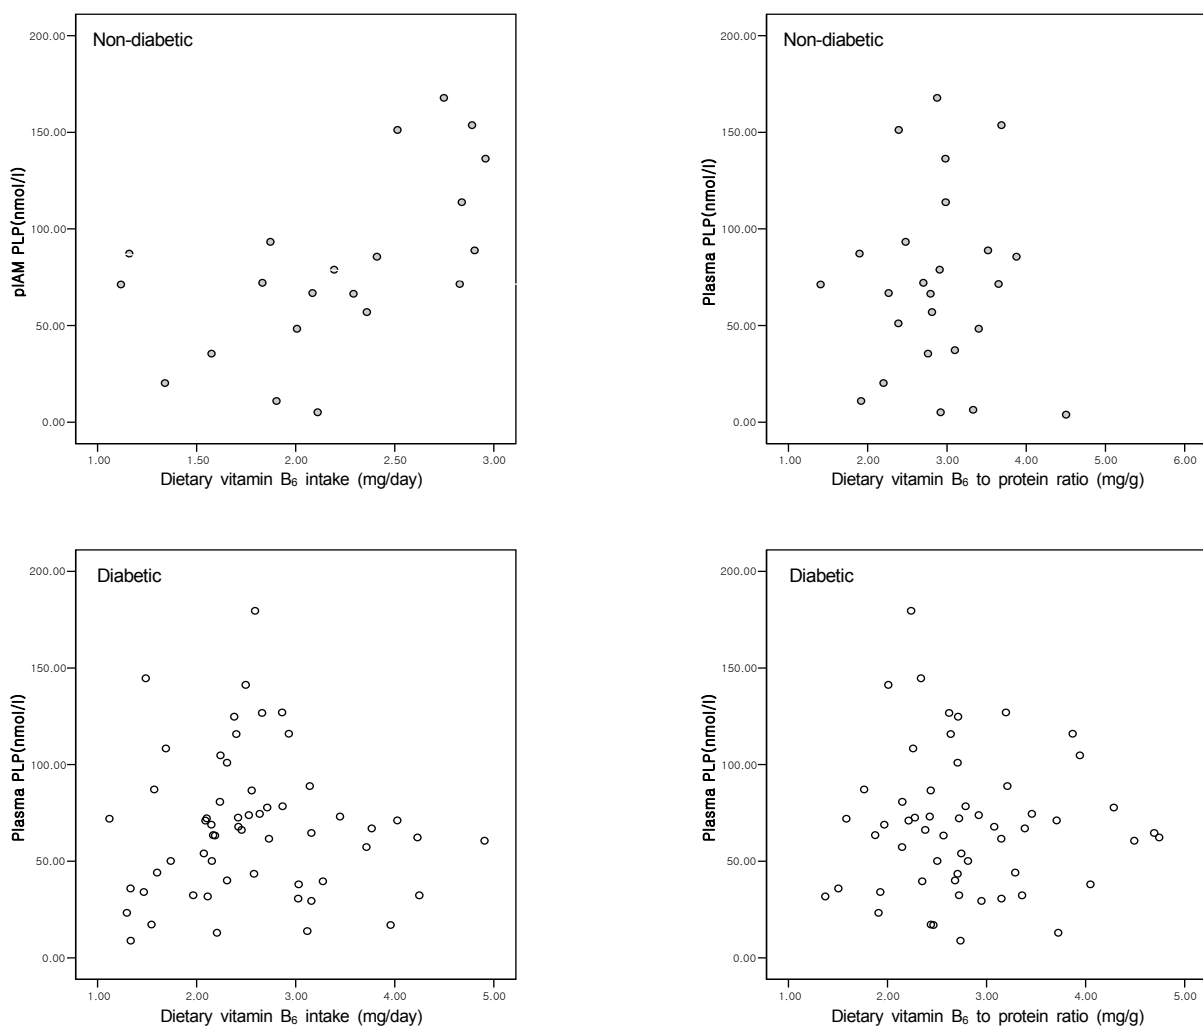 Non-diabetic
200.00
150.00
100.00
50.00
0.00
pIAM PLP(nmol/l)
1.00 1.50 2.00 2.50 3.00
Dietary vitamin B₆ intake (mg/day)
Non-diabetic
200.00
150.00
100.00
50.00
0.00
Plasma PLP(nmol/l)
1.00 2.00 3.00 4.00 5.00 6.00
Dietary vitamin B₆ to protein ratio (mg/g)
Diabetic
200.00
150.00
100.00
50.00
0.00
Plasma PLP(nmol/l)
1.00 2.00 3.00 4.00 5.00
Dietary vitamin B₆ intake (mg/day)
Diabetic
200.00
150.00
100.00
50.00
0.00
Plasma PLP(nmol/l)
1.00 2.00 3.00 4.00 5.00 6.00
Dietary vitamin B₆ to protein ratio (mg/g)